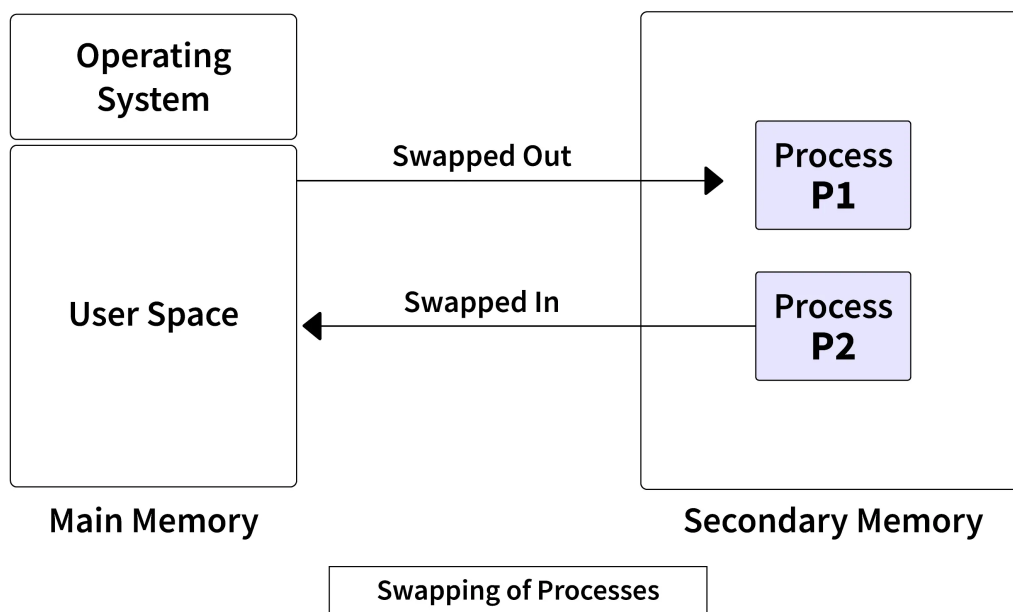 Operating
System
Swapped Out
Process
P1
User Space
Swapped In
Process
P2
Main Memory
Secondary Memory
Swapping of Processes